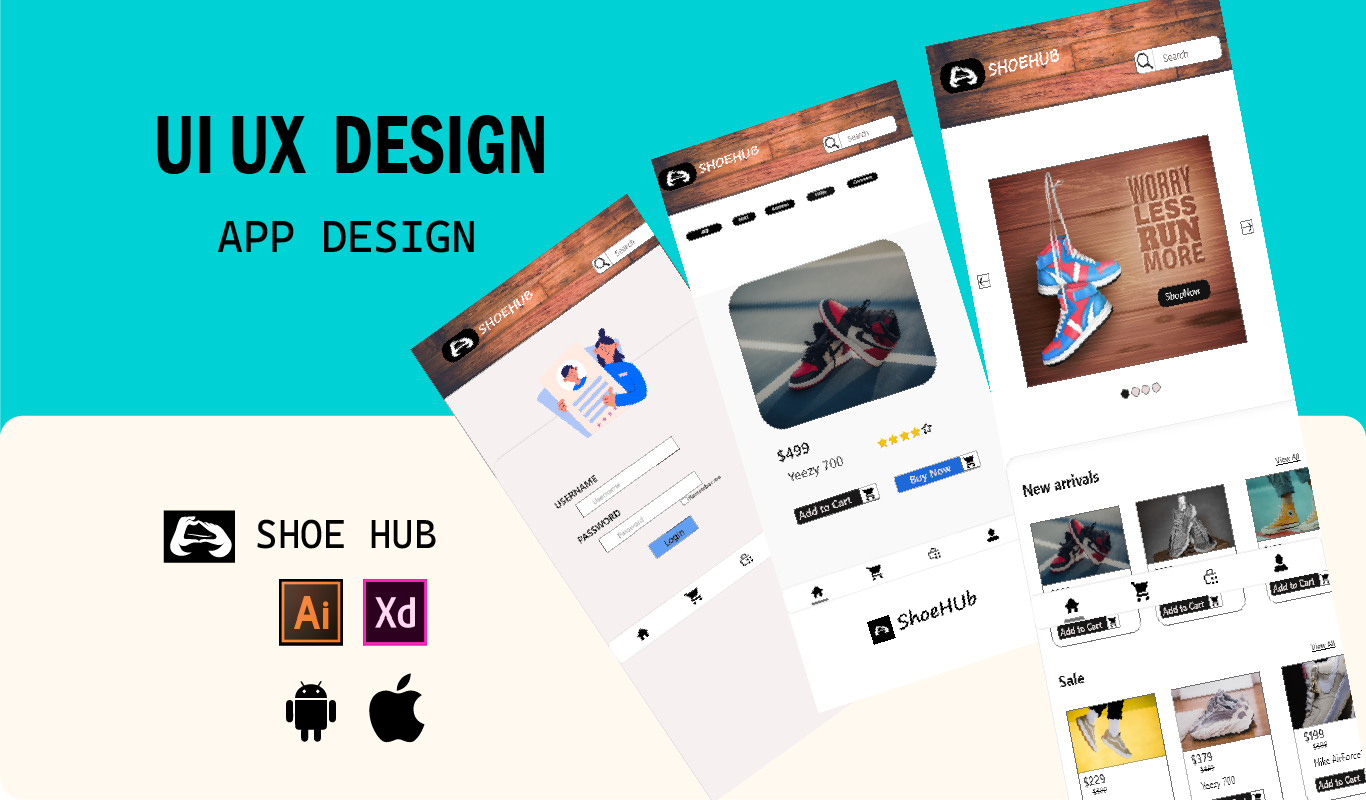 UI UX DESIGN
APP DESIGN
SHOE HUB
Ai
Xd
SHOEHUB
Search
USERNAME
Username
PASSWORD
Password
Remember me
Login
SHOEHUB
Search
$499
Yeezy 700
Add to Cart
Buy Now
ShoeHUb
SHOEHUB
Search
WORRY
LESS
RUN
MORE
ShopNow
New arrivals
View All
Add to Cart
Add to Cart
Add to Cart
Sale
View All
$229
$379
Yeezy 700
$199
Nike AirForce
Add to Cart